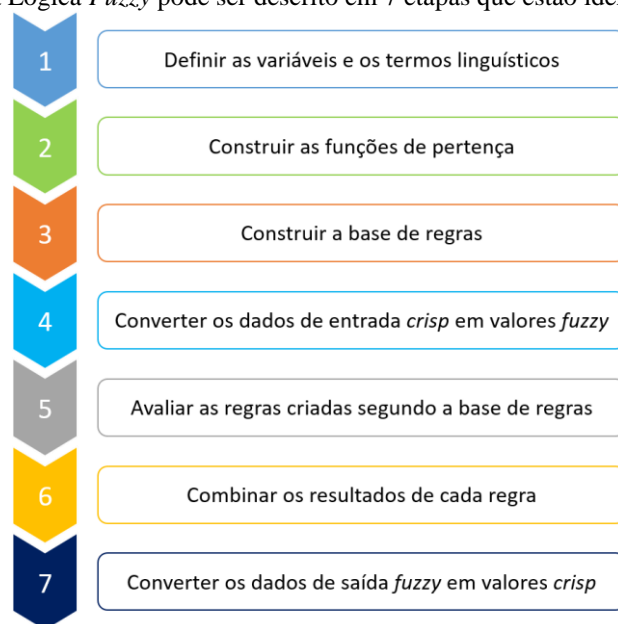 Lógica Fuzzy pode ser descrito em 7 etapas que estão
1 Definir as variáveis e os termos linguísticos
2 Construir as funções de pertença
3 Construir a base de regras
4 Converter os dados de entrada crisp em valores fuzzy
5 Avaliar as regras criadas segundo a base de regras
6 Combinar os resultados de cada regra
7 Converter os dados de saída fuzzy em valores crisp